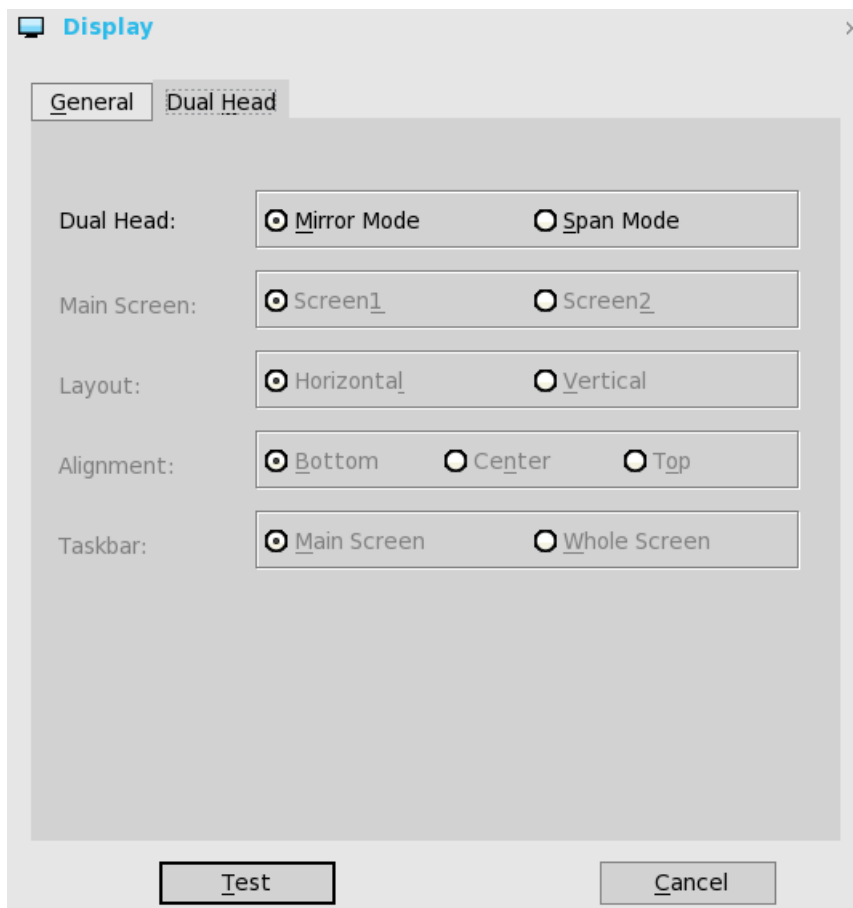 Display
General Dual Head
Dual Head: Mirror Mode Span Mode
Main Screen: Screen1 Screen2
Layout: Horizontal Vertical
Alignment: Bottom Center Top
Taskbar: Main Screen Whole Screen
Test Cancel